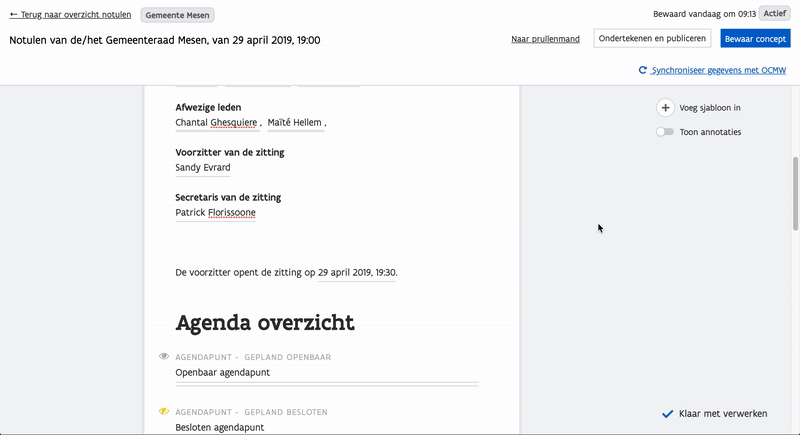 ← Terug naar overzicht notulen
Gemeente Mesen
Bewaard vandaag om 09:13
Actief
Notulen van de/het Gemeenteraad Mesen, van 29 april 2019, 19:00
Naar prullenmand
Ondertekenen en publiceren
Bewaar concept
Synchroniseer gegevens met OCMW
Afwezige leden
Chantal Ghesquiere , Maïté Hellem ,
Voeg sjabloon in
Toon annotaties
Voorzitter van de zitting
Sandy Evrard
Secretaris van de zitting
Patrick Florissoone
De voorzitter opent de zitting op 29 april 2019, 19:30.
Agenda overzicht
AGENDAPUNT - GEPLAND OPENBAAR
Openbaar agendapunt
AGENDAPUNT - GEPLAND BESLOTEN
Besloten agendapunt
Klaar met verwerken